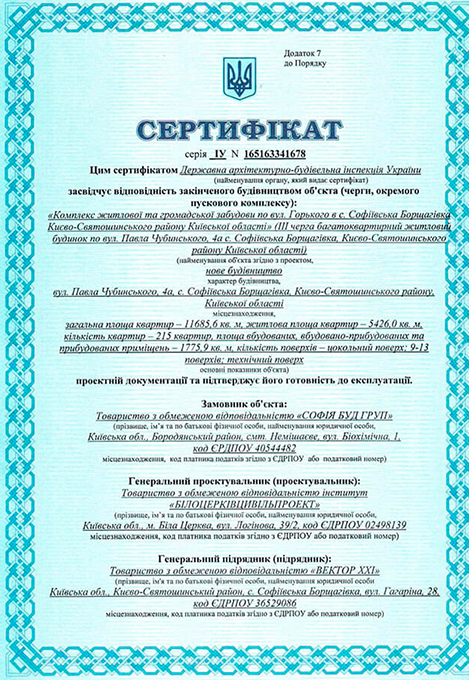 Додаток 7
до Порядку
СЕРТИФІКАТ
серія ІУ N 165163341678
Цим сертифікатом Державна архітектурно-будівельна інспекція України
(найменування органу, який видає сертифікат)
засвідчує відповідність закінченого будівництвом об'єкта (черги, окремого
пускового комплексу):
«Комплекс житлової та громадської забудови по вул. Горького в с. Софіївська Борщагівка
Києво-Святошинського району Київської області» (ІІІ черга багатоквартирний житловий
будинок по вул. Павла Чубинського, 4а с. Софіївська Борщагівка, Києво-Святошинського
району Київської області)
(найменування об'єкта згідно з проектом,
нове будівництво
характер будівництва,
вул. Павла Чубинського, 4а, с. Софіївська Борщагівка, Києво-Святошинського району,
Київської області
місцезнаходження,
загальна площа квартир – 11685,6 кв. м, житлова площа квартир – 5426,0 кв. м,
кількість квартир – 215 квартир, площа вбудованих, вбудовано-прибудованих та
прибудованих приміщень – 1775,9 кв. м, кількість поверхів – цокольний поверх; 9-13
поверхів; технічний поверх
основні показники об'єкта)
проектній документації та підтверджує його готовність до експлуатації.
Замовник об'єкта:
Товариство з обмеженою відповідальністю «СОФІЯ БУД ГРУП»
(прізвище, ім'я та по батькові фізичної особи, найменування юридичної особи,
Київська обл., Бородянський район, смт. Немішаєве, вул. Біохімічна, 1,
код ЄРДПОУ 40544482
місцезнаходження, код платника податків згідно з ЄДРПОУ або податковий номер)
Генеральний проектувальник (проектувальник):
Товариство з обмеженою відповідальністю інститут
«БІЛОЦЕРКІВЦИВІЛЬПРОЕКТ»
(прізвище, ім'я та по батькові фізичної особи, найменування юридичної особи,
Київська обл., м. Біла Церква, вул. Логінова, 39/2, код ЄДРПОУ 02498139
місцезнаходження, код платника податків згідно з ЄДРПОУ або податковий номер)
Генеральний підрядник (підрядник):
Товариство з обмеженою відповідальністю «ВЕКТОР ХХІ»
(прізвище, ім'я та по батькові фізичної особи, найменування юридичної особи
Київська обл., Києво-Святошинський район, с. Софіївська Борщагівка, вул. Гагаріна, 28,
код ЄДРПОУ 36529086
місцезнаходження, код платника податків згідно з ЄДРПОУ або податковий номер)